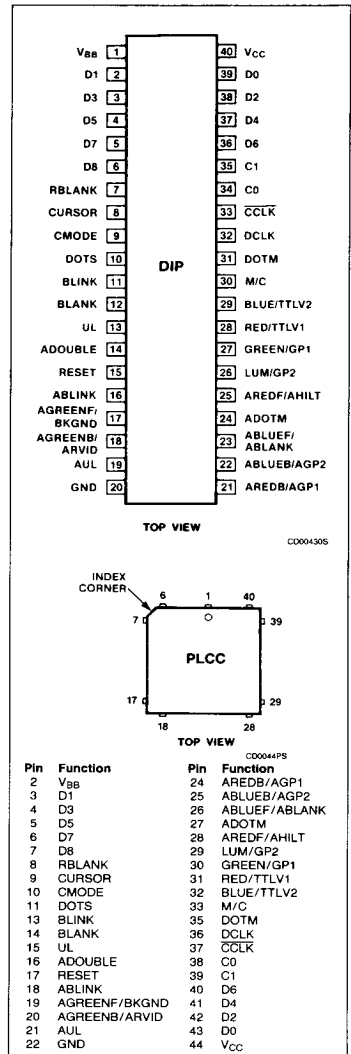 VBB 1 40 VCC
D1 2 39 D0
D3 3 38 D2
D5 4 37 D4
D7 5 36 D6
D8 6 35 C1
RBLANK 7 34 C0
CURSOR 8 33 CCLK
CMODE 9 32 DCLK
DOTS 10 31 DOTM
DIP
BLINK 11 30 M/C
BLANK 12 29 BLUE/TTLV2
UL 13 28 RED/TTLV1
ADOUBLE 14 27 GREEN/GP1
RESET 15 26 LUM/GP2
ABLINK 16 25 AREDF/AHILT
AGREENF/
BKGND 17 24 ADOTM
AGREENB/
ARVID 18 23 ABLUEF/
ABLANK
AUL 19 22 ABLUEB/AGP2
GND 20 21 AREDB/AGP1
TOP VIEW
CD00430S
INDEX
CORNER
6 1 40
7 39
PLCC
17 29
18 28
TOP VIEW
CD0044PS
Pin Function Pin Function
2 VBB 24 AREDB/AGP1
3 D1 25 ABLUEB/AGP2
4 D3 26 ABLUEF/ABLANK
5 D5 27 ADOTM
6 D7 28 AREDF/AHILT
7 D8 29 LUM/GP2
8 RBLANK 30 GREEN/GP1
9 CURSOR 31 RED/TTLV1
10 CMODE 32 BLUE/TTLV2
11 DOTS 33 M/C
13 BLINK 35 DOTM
14 BLANK 36 DCLK
15 UL 37 CCLK
16 ADOUBLE 38 C0
17 RESET 39 C1
18 ABLINK 40 D6
19 AGREENF/BKGND 41 D4
20 AGREENB/ARVID 42 D2
21 AUL 43 D0
22 GND 44 VCC